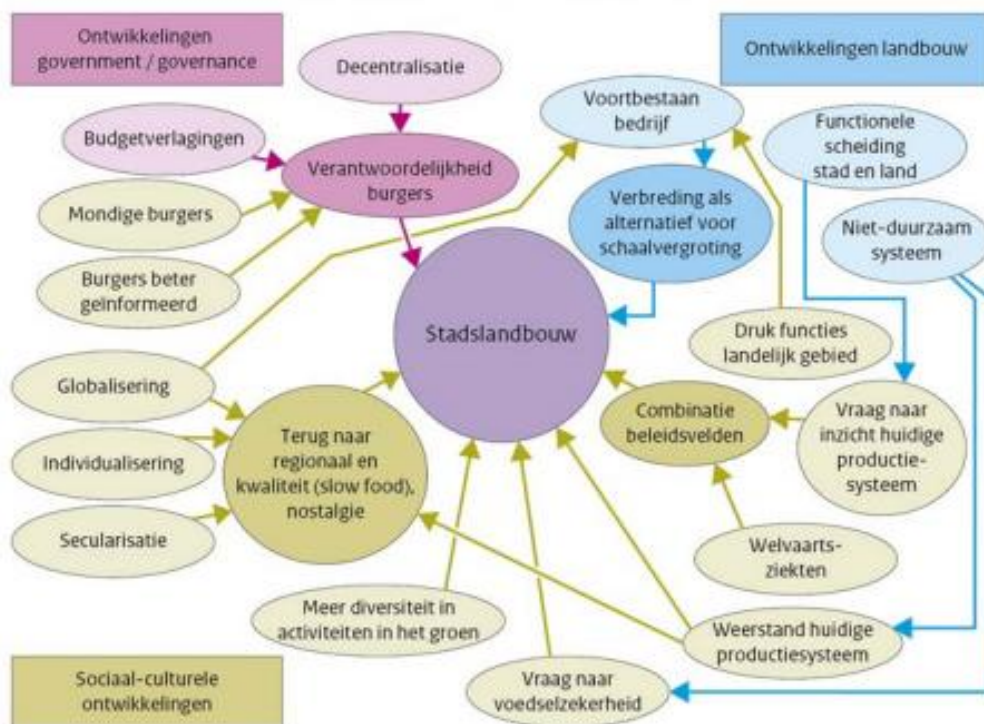 Ontwikkelingen
government / governance
Decentralisatie
Ontwikkelingen landbouw
Voortbestaan
bedrijf
Functionele
scheiding
stad en land
Budgetverlagingen
Verantwoordelijkheid
burgers
Verbreding als
alternatief voor
schaalvergroting
Mondige burgers
Niet-duurzaam
systeem
Burgers beter
geïnformeerd
Stadslandbouw
Druk functies
landelijk gebied
Globalisering
Combinatie
beleidsvelden
Vraag naar
inzicht huidige
productie-
systeem
Terug naar
regionaal en
kwaliteit (slow food),
nostalgie
Individualisering
Secularisatie
Welvaarts-
ziekten
Meer diversiteit in
activiteiten in het groen
Weerstand huidige
productiesysteem
Sociaal-culturele
ontwikkelingen
Vraag naar
voedselzekerheid